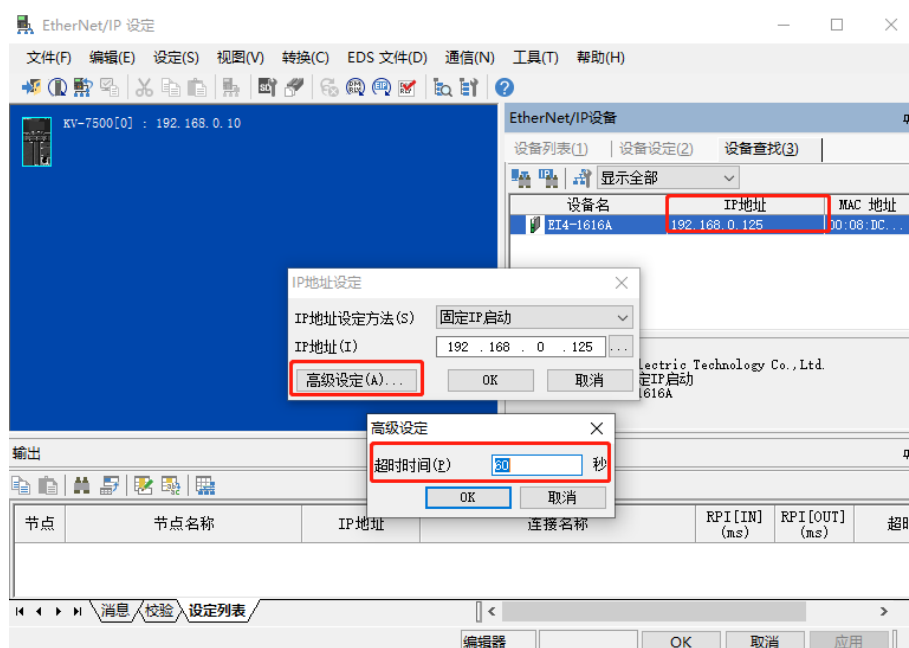 EtherNet/IP 设定
文件(F) 编辑(E) 设定(S) 视图(V) 转换(C) EDS 文件(D) 通信(N) 工具(T) 帮助(H)
KV-7500[0] : 192.168.0.10
EtherNet/IP设备
设备列表(1) 设备设定(2) 设备查找(3)
显示全部
设备名 IP地址 MAC 地址
EI4-1616A 192.168.0.125 00:08:DC...
IP地址设定
IP地址设定方法(S) 固定IP启动
IP地址(I) 192 . 168 . 0 . 125 ...
高级设定(A)... OK 取消
lectric Technology Co.,Ltd.
定IP启动
1616A
高级设定
超时时间(P) 60 秒
OK 取消
输出
节点 节点名称 IP地址 连接名称 RPI[IN] (ms) RPI[OUT] (ms) 超时
消息 校验 设定列表
编辑器 OK 取消 应用